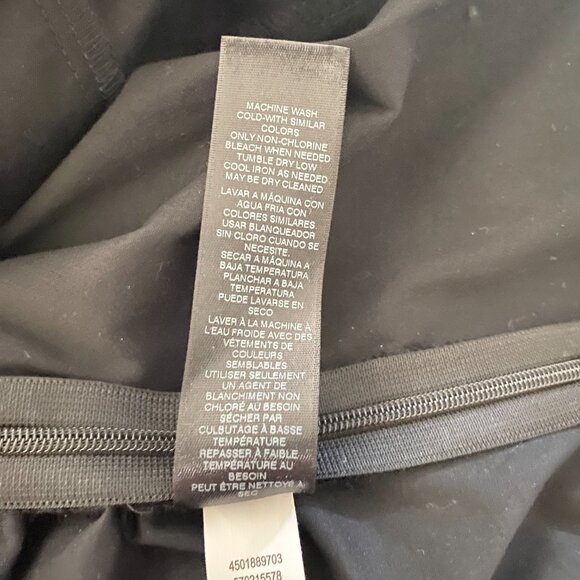 MACHINE WASH
COLD-WITH SIMILAR
COLORS
ONLY NON-CHLORINE
BLEACH WHEN NEEDED
TUMBLE DRY LOW
COOL IRON AS NEEDED
MAY BE DRY CLEANED
LAVAR A MÁQUINA CON
AGUA FRIA CON
COLORES SIMILARES.
USAR BLANQUEADOR
SIN CLORO CUANDO SE
NECESITE.
SECAR A MÁQUINA A
BAJA TEMPERATURA
PLANCHAR A BAJA
TEMPERATURA
PUEDE LAVARSE EN
SECO
LAVER À LA MACHINE À
L'EAU FROIDE AVEC DES
VÊTEMENTS DE
COULEURS
SEMBLABLES
UTILISER SEULEMENT
UN AGENT DE
BLANCHIMENT NON
CHLORÉ AU BESOIN
SÉCHER PAR
CULBUTAGE À BASSE
TEMPÉRATURE
REPASSER À FAIBLE
TEMPÉRATURE AU
BESOIN
PEUT ÊTRE NETTOYÉ À
SEC
4501889703
570215578